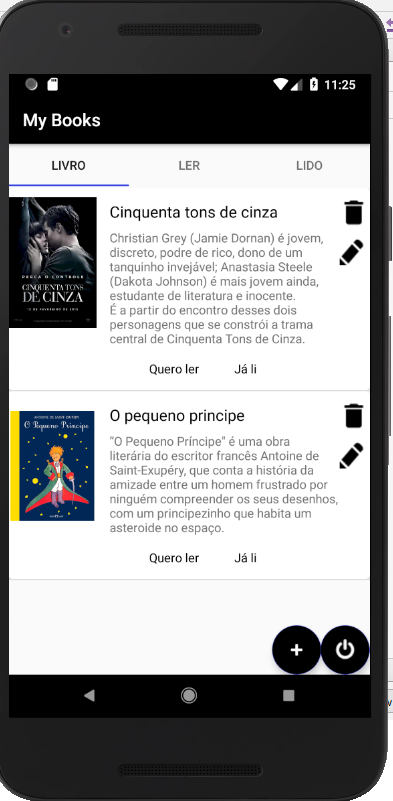 11:25
My Books
LIVRO
LER
LIDO
PERCA O CONTROLE
CINQUENTA TONS
DE CINZA
12 DE FEVEREIRO DE 2015
Cinquenta tons de cinza
Christian Grey (Jamie Dornan) é jovem,
discreto, podre de rico, dono de um
tanquinho invejável; Anastasia Steele
(Dakota Johnson) é mais jovem ainda,
estudante de literatura e inocente.
É a partir do encontro desses dois
personagens que se constrói a trama
central de Cinquenta Tons de Cinza.
Quero ler
Já li
ANTOINE DE SAINT-EXUPÉRY
O Pequeno Príncipe
O pequeno principe
“O Pequeno Príncipe" é uma obra
literária do escritor francês Antoine de
Saint-Exupéry, que conta a história da
amizade entre um homem frustrado por
ninguém compreender os seus desenhos,
com um principezinho que habita um
asteroide no espaço.
Quero ler
Já li